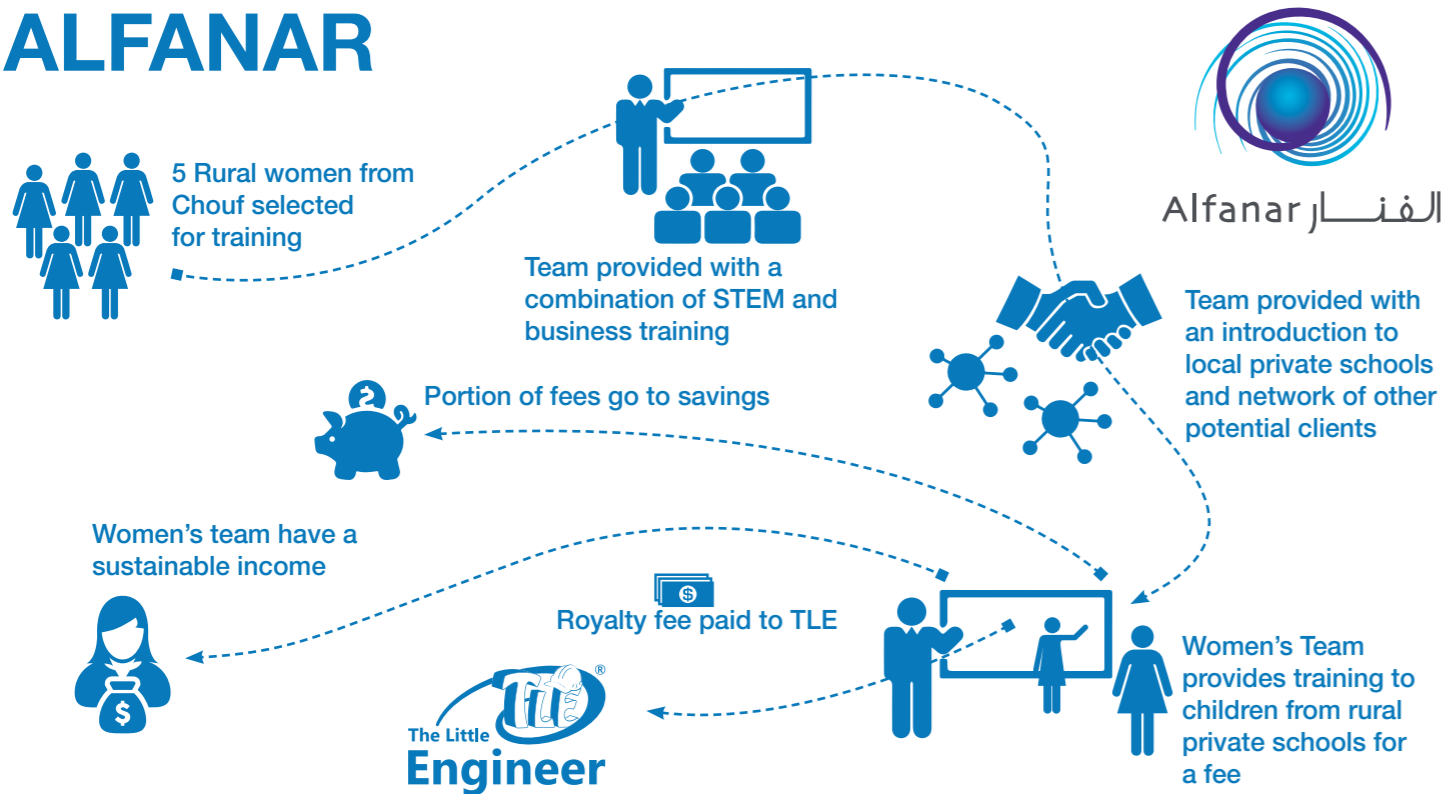 ALFANAR
5 Rural women from
Chouf selected
for training
Team provided with a
combination of STEM and
business training
Alfanar الفنار
Team provided with
an introduction to
local private schools
and network of other
potential clients
Portion of fees go to savings
Women’s team have a
sustainable income
Royalty fee paid to TLE
TLE ®
The Little
Engineer
Women’s Team
provides training to
children from rural
private schools for
a fee